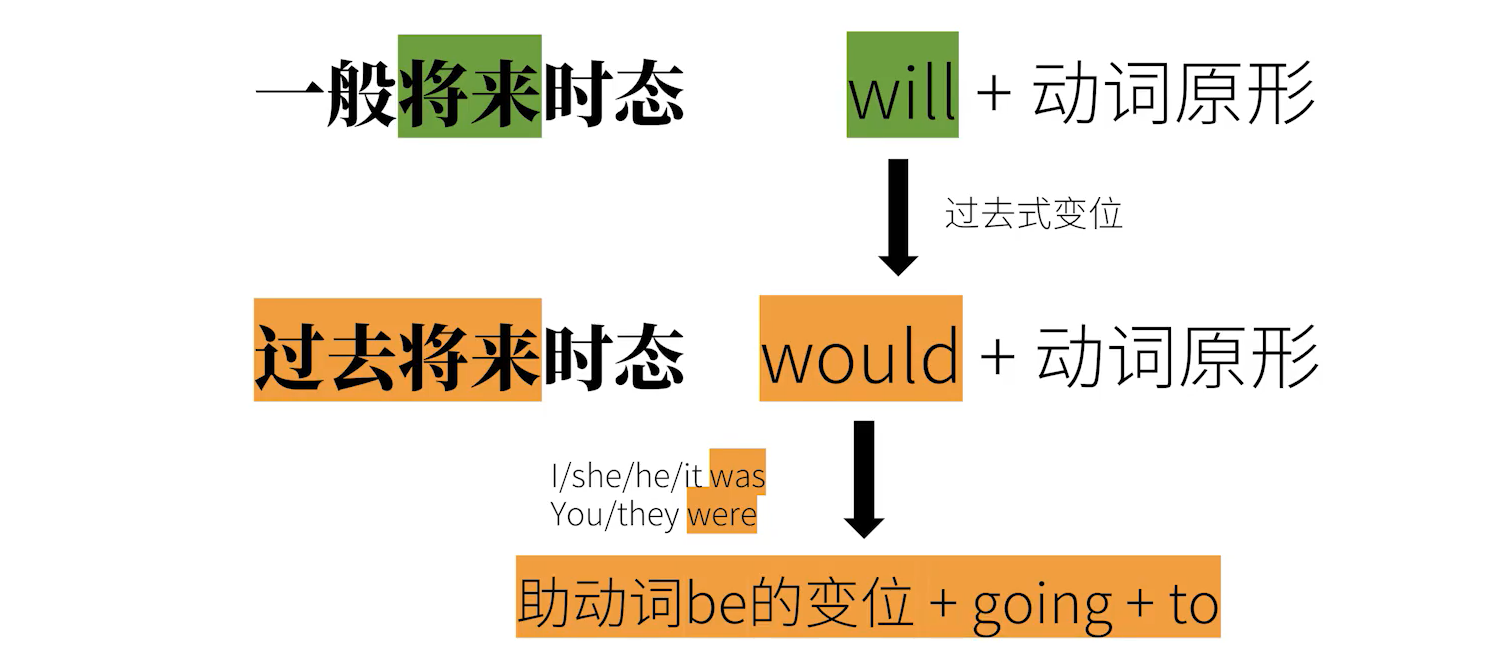 一般将来时态
will + 动词原形
过去式变位
过去将来时态
would + 动词原形
I/she/he/it was
You/they were
助动词be的变位 + going + to